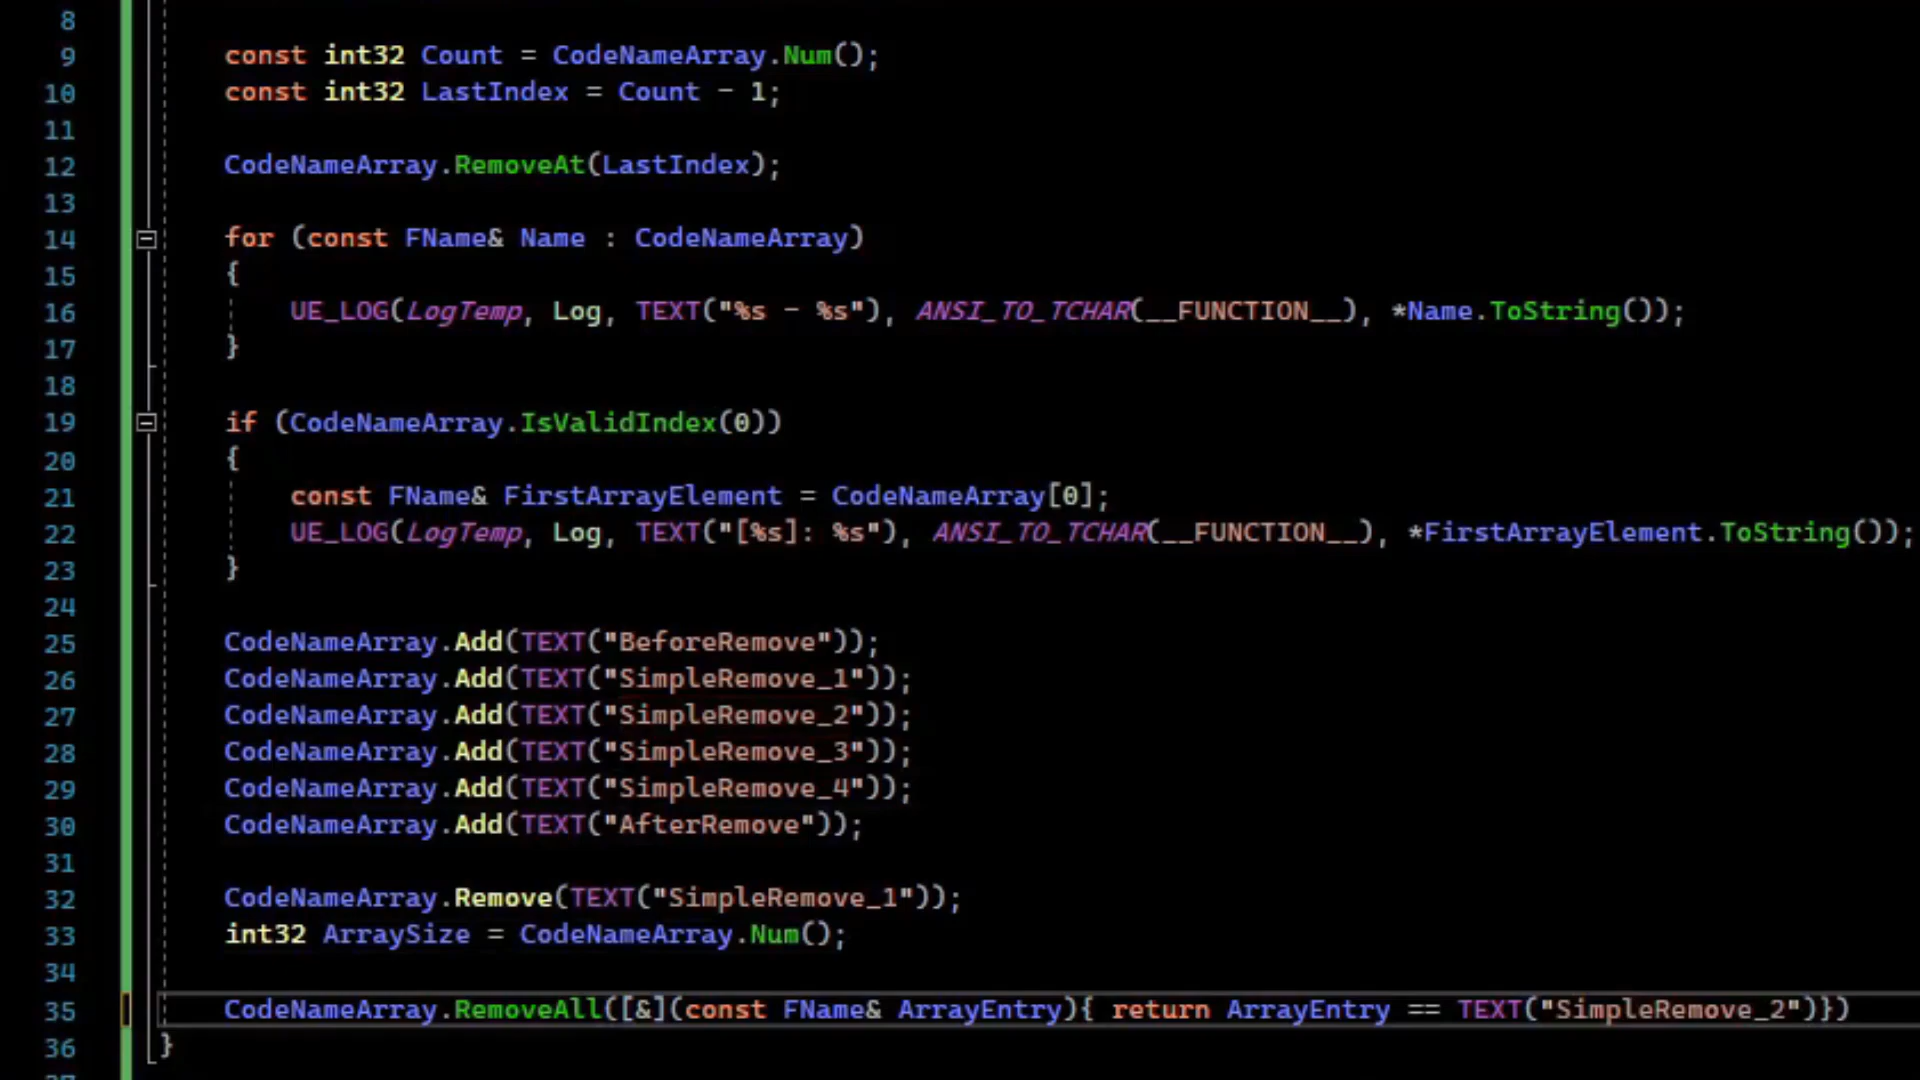 8
9 const int32 Count = CodeNameArray.Num();
10 const int32 LastIndex = Count - 1;
11
12 CodeNameArray.RemoveAt(LastIndex);
13
14 for (const FName& Name : CodeNameArray)
15 {
16 UE_LOG(LogTemp, Log, TEXT("%s - %s"), ANSI_TO_TCHAR(__FUNCTION__), *Name.ToString());
17 }
18
19 if (CodeNameArray.IsValidIndex(0))
20 {
21 const FName& FirstArrayElement = CodeNameArray[0];
22 UE_LOG(LogTemp, Log, TEXT("[%s]: %s"), ANSI_TO_TCHAR(__FUNCTION__), *FirstArrayElement.ToString());
23 }
24
25 CodeNameArray.Add(TEXT("BeforeRemove"));
26 CodeNameArray.Add(TEXT("SimpleRemove_1"));
27 CodeNameArray.Add(TEXT("SimpleRemove_2"));
28 CodeNameArray.Add(TEXT("SimpleRemove_3"));
29 CodeNameArray.Add(TEXT("SimpleRemove_4"));
30 CodeNameArray.Add(TEXT("AfterRemove"));
31
32 CodeNameArray.Remove(TEXT("SimpleRemove_1"));
33 int32 ArraySize = CodeNameArray.Num();
34
35 CodeNameArray.RemoveAll([&](const FName& ArrayEntry){ return ArrayEntry == TEXT("SimpleRemove_2")})
36 }